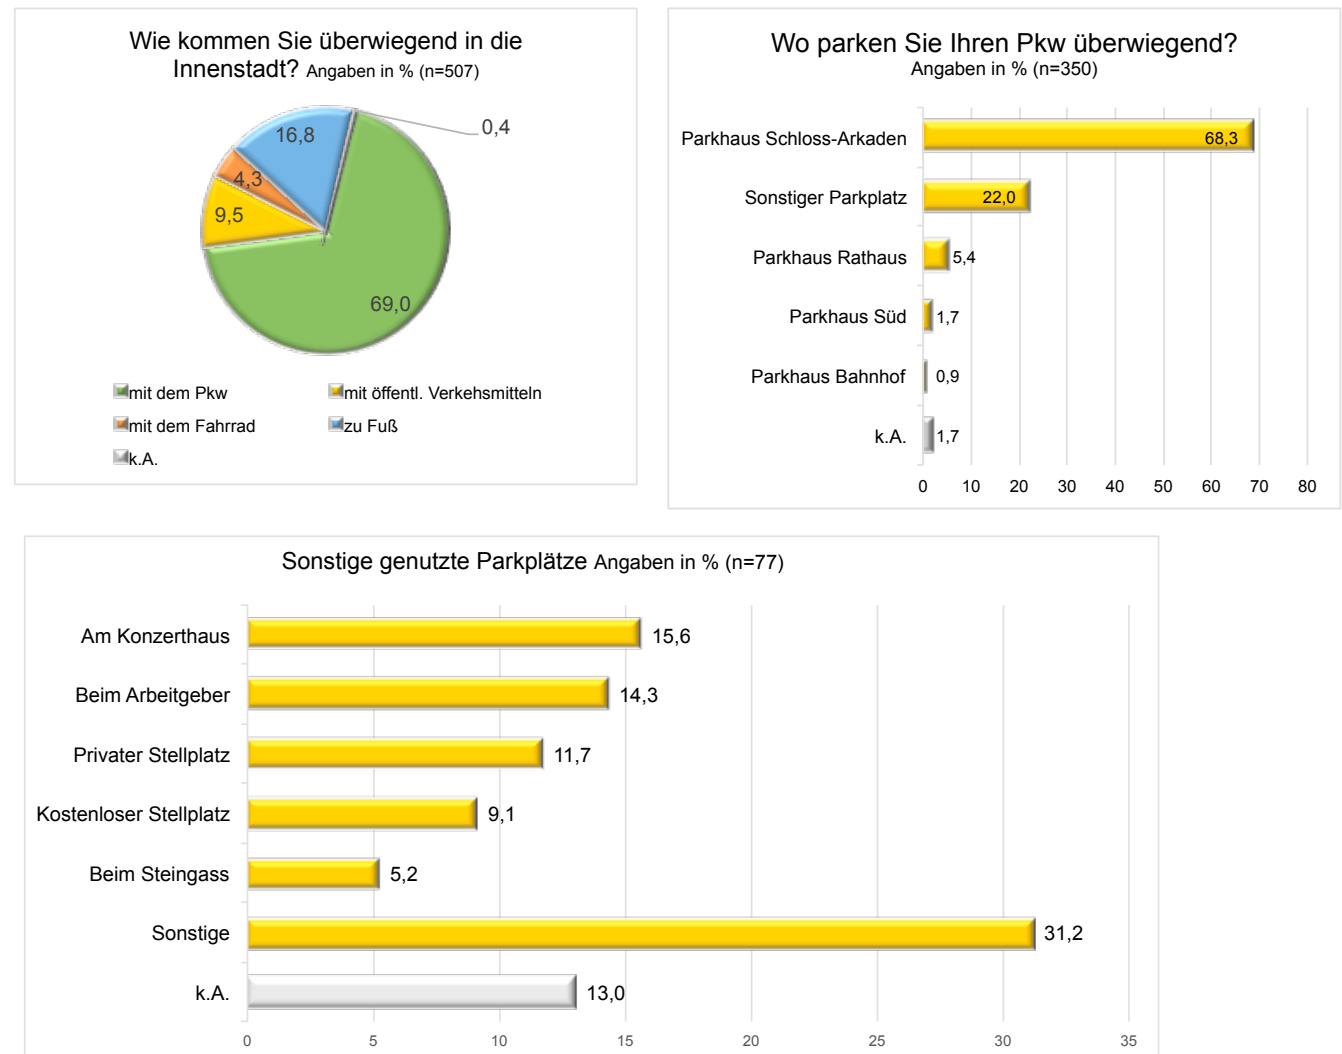 Wie kommen Sie überwiegend in die
Innenstadt? Angaben in % (n=507)
16,8
0,4
4,3
9,5
69,0
mit dem Pkw
mit öffentl. Verkehsmitteln
mit dem Fahrrad
zu Fuß
k.A.
Wo parken Sie Ihren Pkw überwiegend?
Angaben in % (n=350)
Parkhaus Schloss-Arkaden 68,3
Sonstiger Parkplatz 22,0
Parkhaus Rathaus 5,4
Parkhaus Süd 1,7
Parkhaus Bahnhof 0,9
k.A. 1,7
0 10 20 30 40 50 60 70 80
Sonstige genutzte Parkplätze Angaben in % (n=77)
Am Konzerthaus 15,6
Beim Arbeitgeber 14,3
Privater Stellplatz 11,7
Kostenloser Stellplatz 9,1
Beim Steingass 5,2
Sonstige 31,2
k.A. 13,0
0 5 10 15 20 25 30 35